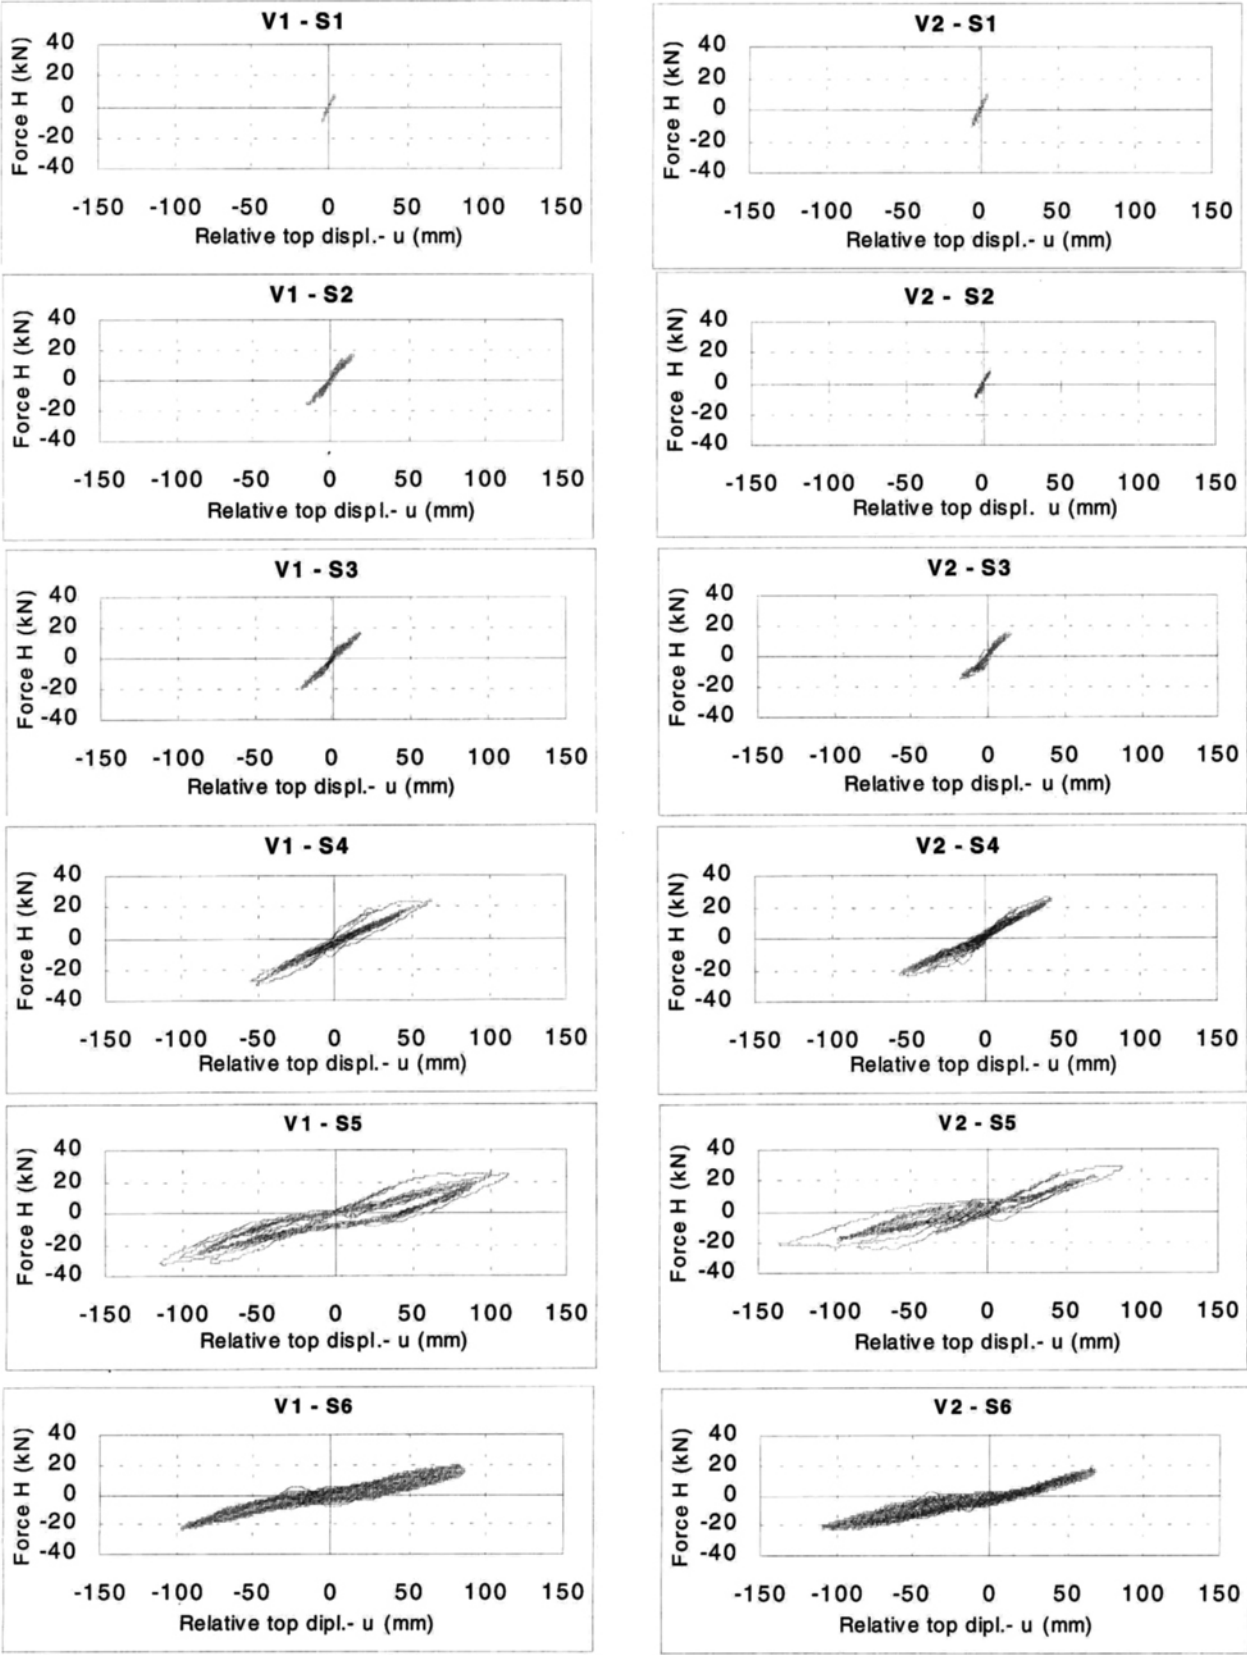 V1 - S1
Force H (kN)
40
20
0
-20
-40
-150 -100 -50 0 50 100 150
Relative top displ.- u (mm)
V2 - S1
Force H (kN)
40
20
0
-20
-40
-150 -100 -50 0 50 100 150
Relative top displ.- u (mm)
V1 - S2
Force H (kN)
40
20
0
-20
-40
-150 -100 -50 0 50 100 150
Relative top displ.- u (mm)
V2 - S2
Force H (kN)
40
20
0
-20
-40
-150 -100 -50 0 50 100 150
Relative top displ. u (mm)
V1 - S3
Force H (kN)
40
20
0
-20
-40
-150 -100 -50 0 50 100 150
Relative top displ.- u (mm)
V2 - S3
Force H (kN)
40
20
0
-20
-40
-150 -100 -50 0 50 100 150
Relative top displ.- u (mm)
V1 - S4
Force H (kN)
40
20
0
-20
-40
-150 -100 -50 0 50 100 150
Relative top displ.- u (mm)
V2 - S4
Force H (kN)
40
20
0
-20
-40
-150 -100 -50 0 50 100 150
Relative top displ.- u (mm)
V1 - S5
Force H (kN)
40
20
0
-20
-40
-150 -100 -50 0 50 100 150
Relative top displ.- u (mm)
V2 - S5
Force H (kN)
40
20
0
-20
-40
-150 -100 -50 0 50 100 150
Relative top displ.- u (mm)
V1 - S6
Force H (kN)
40
20
0
-20
-40
-150 -100 -50 0 50 100 150
Relative top dipl.- u (mm)
V2 - S6
Force H (kN)
40
20
0
-20
-40
-150 -100 -50 0 50 100 150
Relative top dipl.- u (mm)